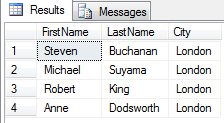 Results Messages
FirstName LastName City
1 Steven Buchanan London
2 Michael Suyama London
3 Robert King London
4 Anne Dodsworth London